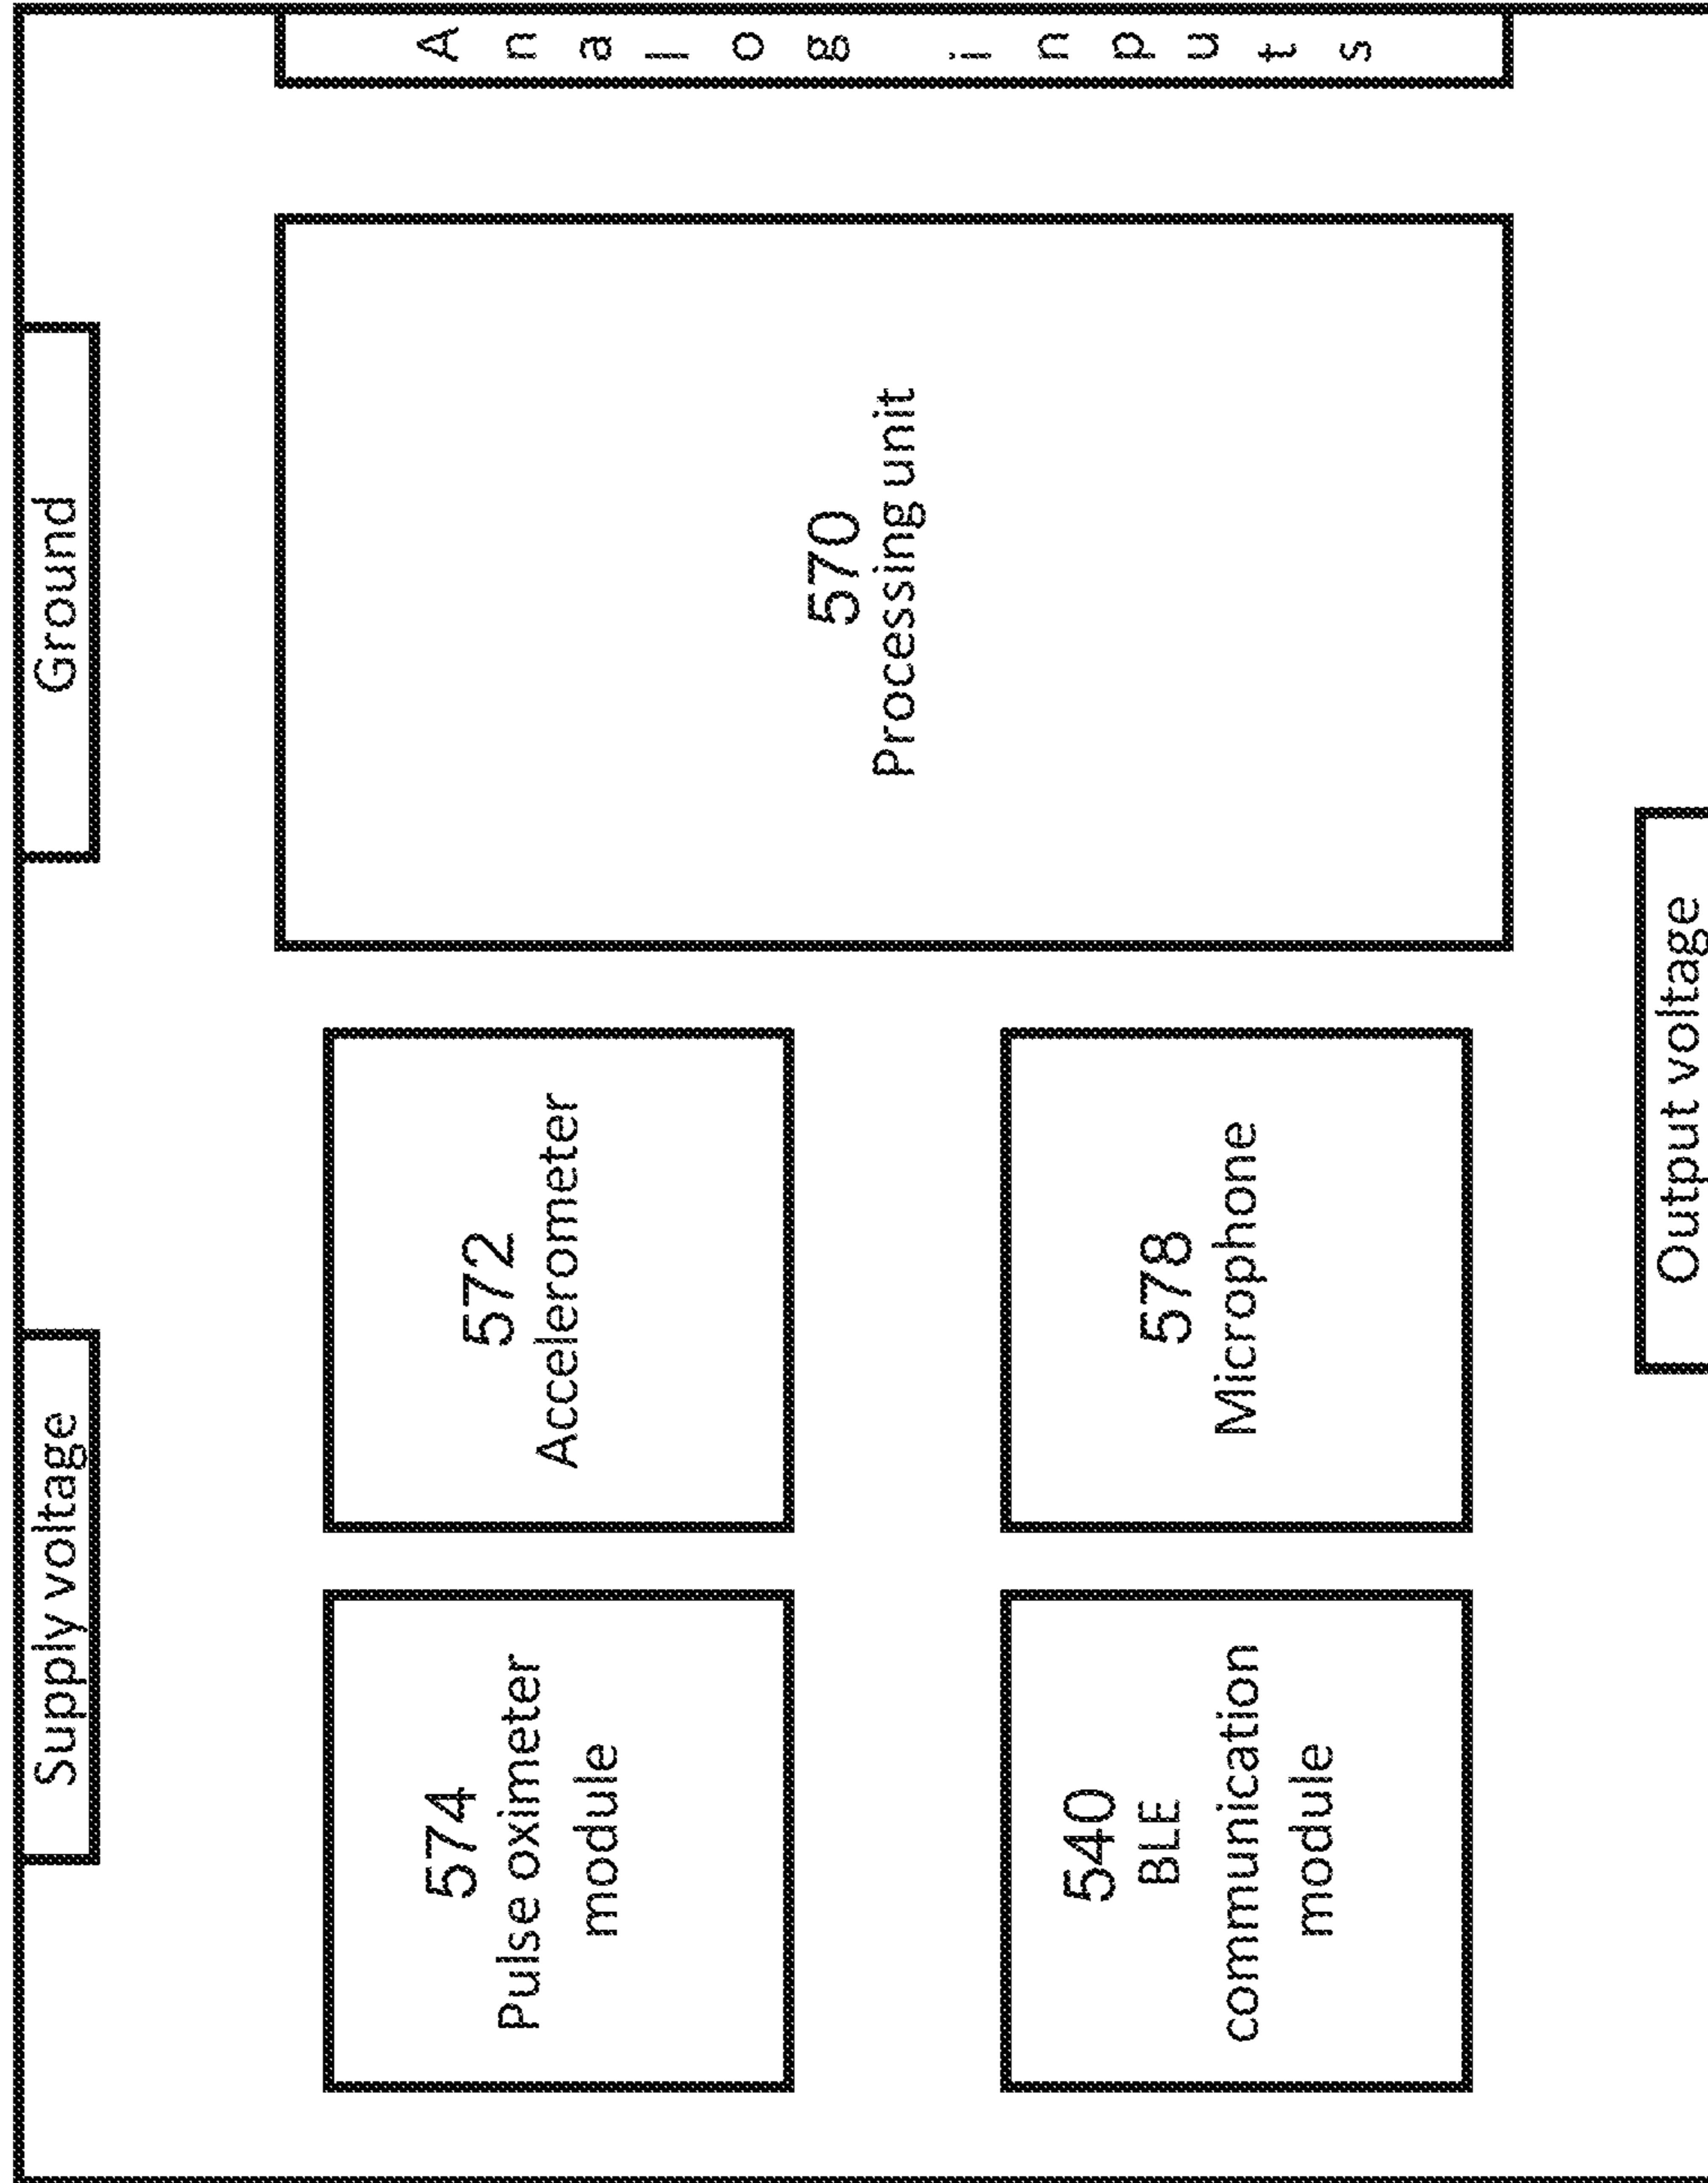 Supply voltage
Ground
574
Pulse oximeter
module
572
Accelerometer
570
Processing unit
540
BLE
communication
module
578
Microphone
Analog inputs
Output voltage